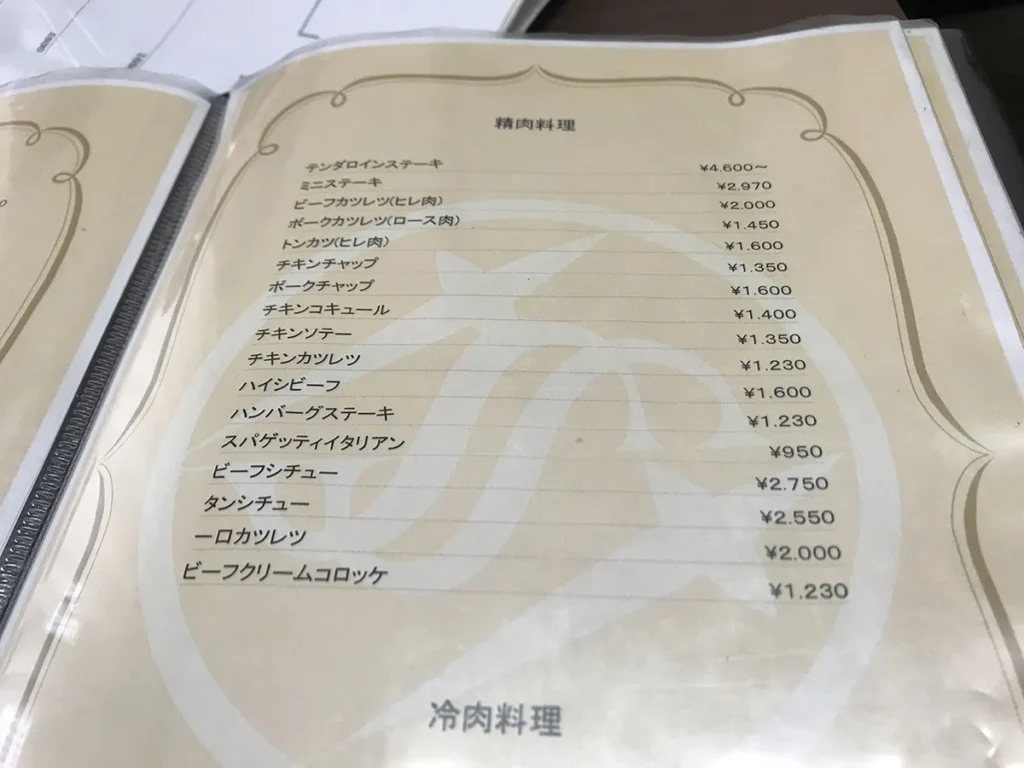 精肉料理
テンダロインステーキ ¥4.600〜
ミニステーキ ¥2.970
ビーフカツレツ(ヒレ肉) ¥2.000
ポークカツレツ(ロース肉) ¥1.450
トンカツ(ヒレ肉) ¥1.600
チキンチャップ ¥1.350
ポークチャップ ¥1.600
チキンコキュール ¥1.400
チキンソテー ¥1.350
チキンカツレツ ¥1.230
ハイシビーフ ¥1.600
ハンバーグステーキ ¥1.230
スパゲッティイタリアン ¥950
ビーフシチュー ¥2.750
タンシチュー ¥2.550
一口カツレツ ¥2.000
ビーフクリームコロッケ ¥1.230
冷肉料理